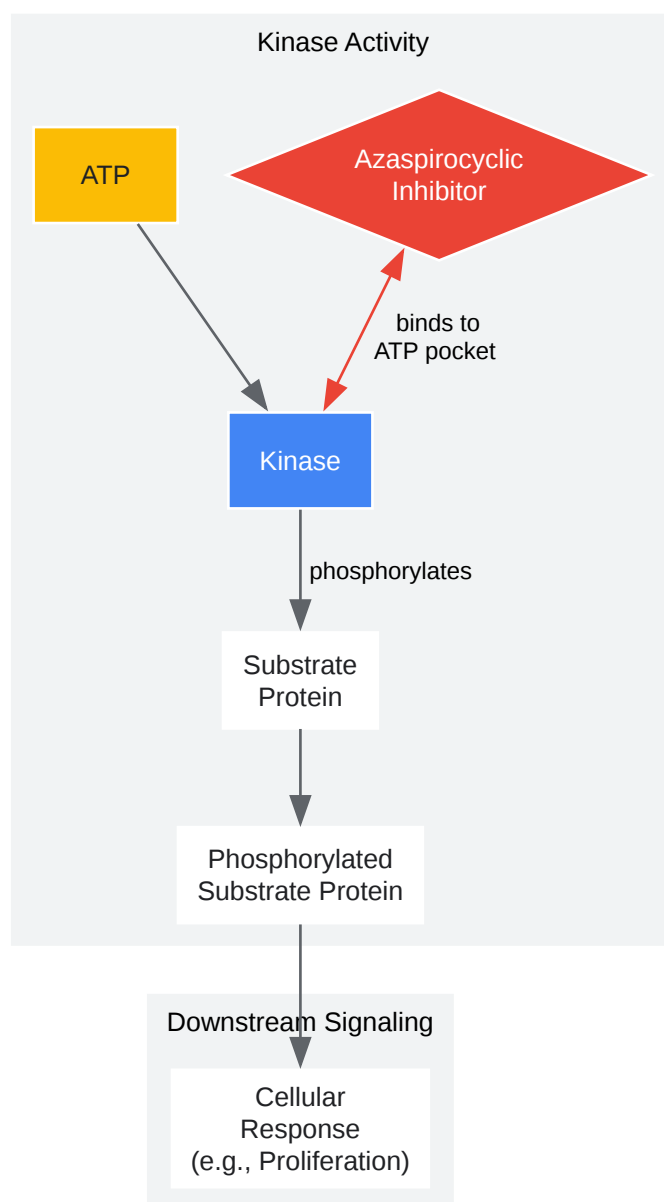 Kinase Activity
ATP
Azaspirocyclic
Inhibitor
binds to
ATP pocket
Kinase
phosphorylates
Substrate
Protein
Phosphorylated
Substrate Protein
Downstream Signaling
Cellular
Response
(e.g., Proliferation)